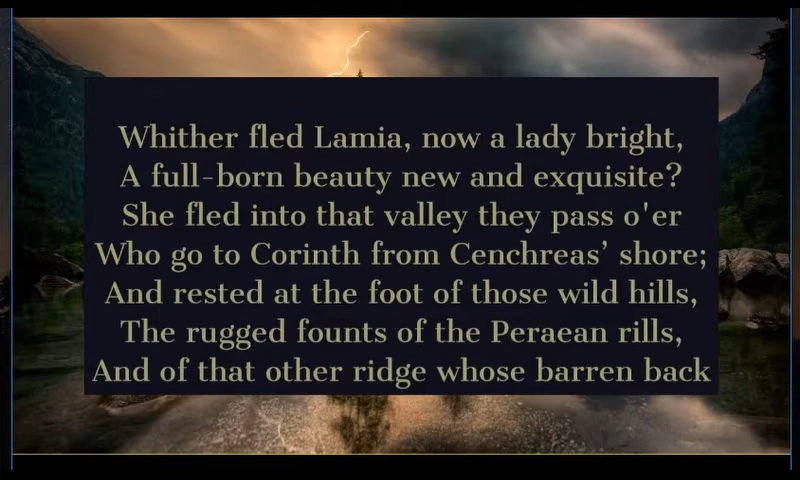 Whither fled Lamia, now a lady bright,
A full-born beauty new and exquisite?
She fled into that valley they pass o'er
Who go to Corinth from Cenchreas’ shore;
And rested at the foot of those wild hills,
The rugged founts of the Peraean rills,
And of that other ridge whose barren back